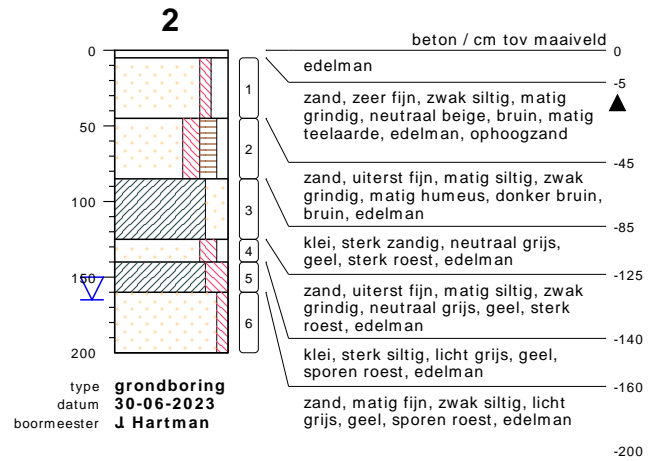 2
beton / cm tov maaiveld
0
0
edelman
-5
zand, zeer fijn, zwak siltig, matig
grindig, neutraal beige, bruin, matig
teelaarde, edelman, ophoogzand
1
50
-45
zand, uiterst fijn, matig siltig, zwak
grindig, matig humeus, donker bruin,
bruin, edelman
2
-85
100
klei, sterk zandig, neutraal grijs,
geel, sterk roest, edelman
3
-125
4
zand, uiterst fijn, matig siltig, zwak
grindig, neutraal grijs, geel, sterk
roest, edelman
150
5
-140
klei, sterk siltig, licht grijs, geel,
sporen roest, edelman
6
-160
200
zand, matig fijn, zwak siltig, licht
grijs, geel, sporen roest, edelman
-200
type grondboring
datum 30-06-2023
boormeester J Hartman